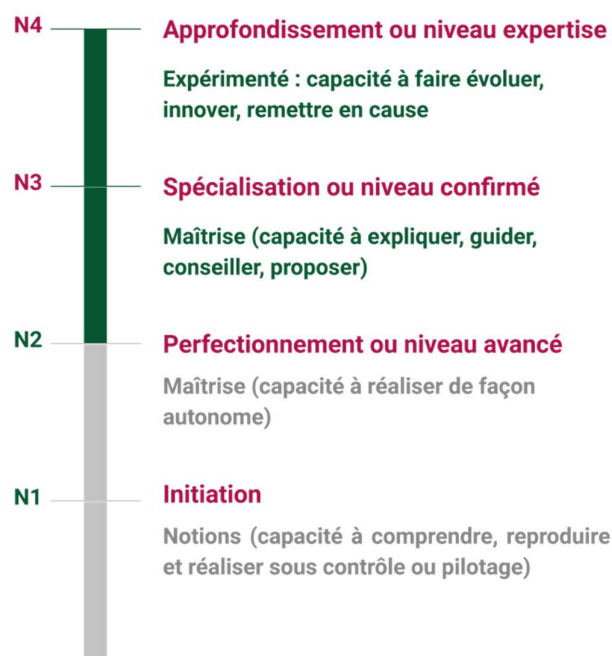 N4 Approfondissement ou niveau expertise
Expérimenté : capacité à faire évoluer,
innover, remettre en cause
N3 Spécialisation ou niveau confirmé
Maîtrise (capacité à expliquer, guider,
conseiller, proposer)
N2 Perfectionnement ou niveau avancé
Maîtrise (capacité à réaliser de façon
autonome)
N1 Initiation
Notions (capacité à comprendre, reproduire
et réaliser sous contrôle ou pilotage)